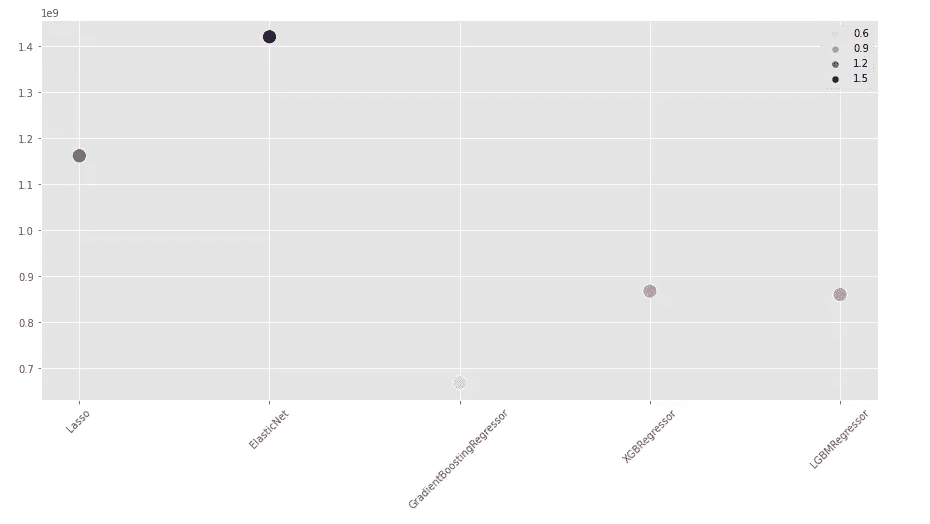 1e9
1.4
1.3
1.2
1.1
1.0
0.9
0.8
0.7
0.6
0.9
1.2
1.5
Lasso
ElasticNet
GradientBoostingRegressor
XGBRegressor
LGBMRegressor